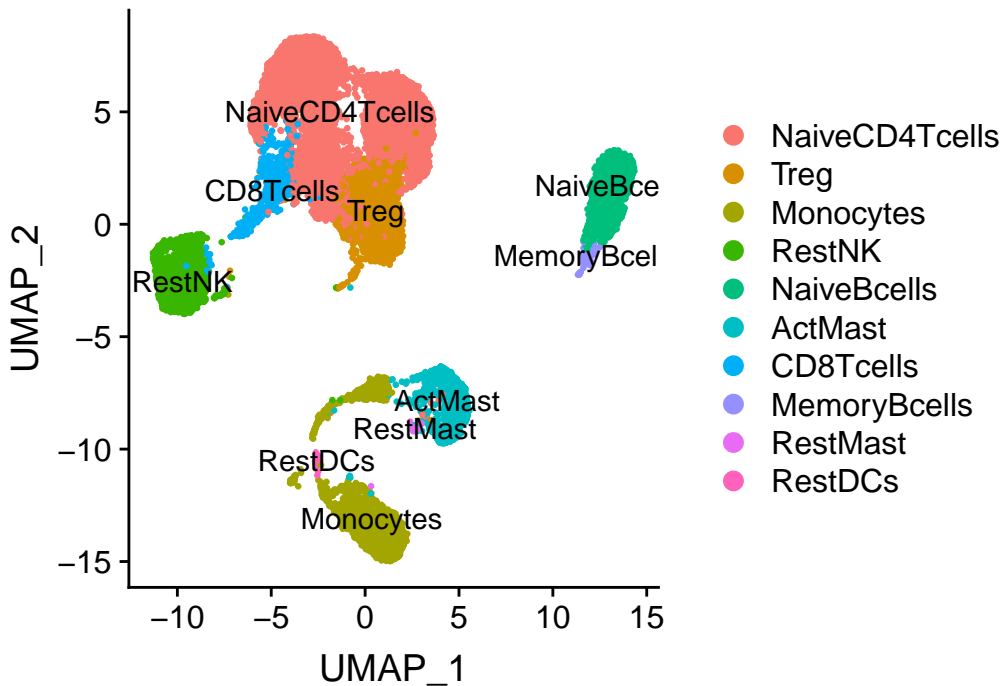 5
0
−5
−10
−15
UMAP_2
−10
−5
0
5
10
15
UMAP_1
NaiveCD4Tcells
CD8Tcells
Treg
RestNK
NaiveBce
MemoryBcel
ActMast
RestMast
RestDCs
Monocytes
NaiveCD4Tcells
Treg
Monocytes
RestNK
NaiveBcells
ActMast
CD8Tcells
MemoryBcells
RestMast
RestDCs